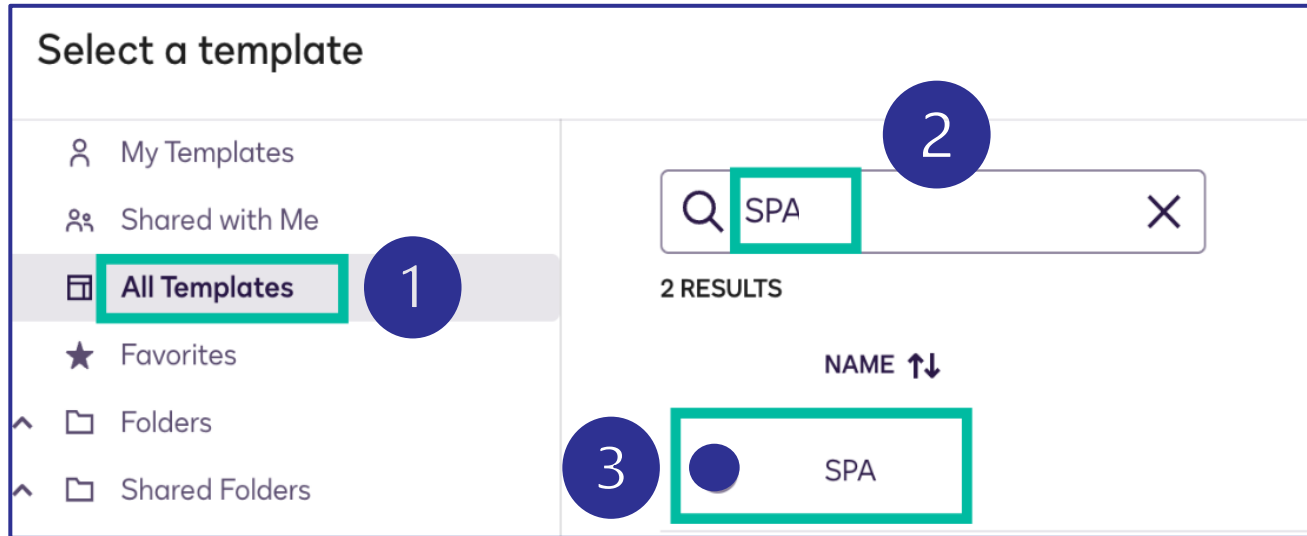 Select a template
My Templates
Shared with Me
All Templates
1
Favorites
Folders
Shared Folders
2
SPA
2 RESULTS
NAME
3
SPA